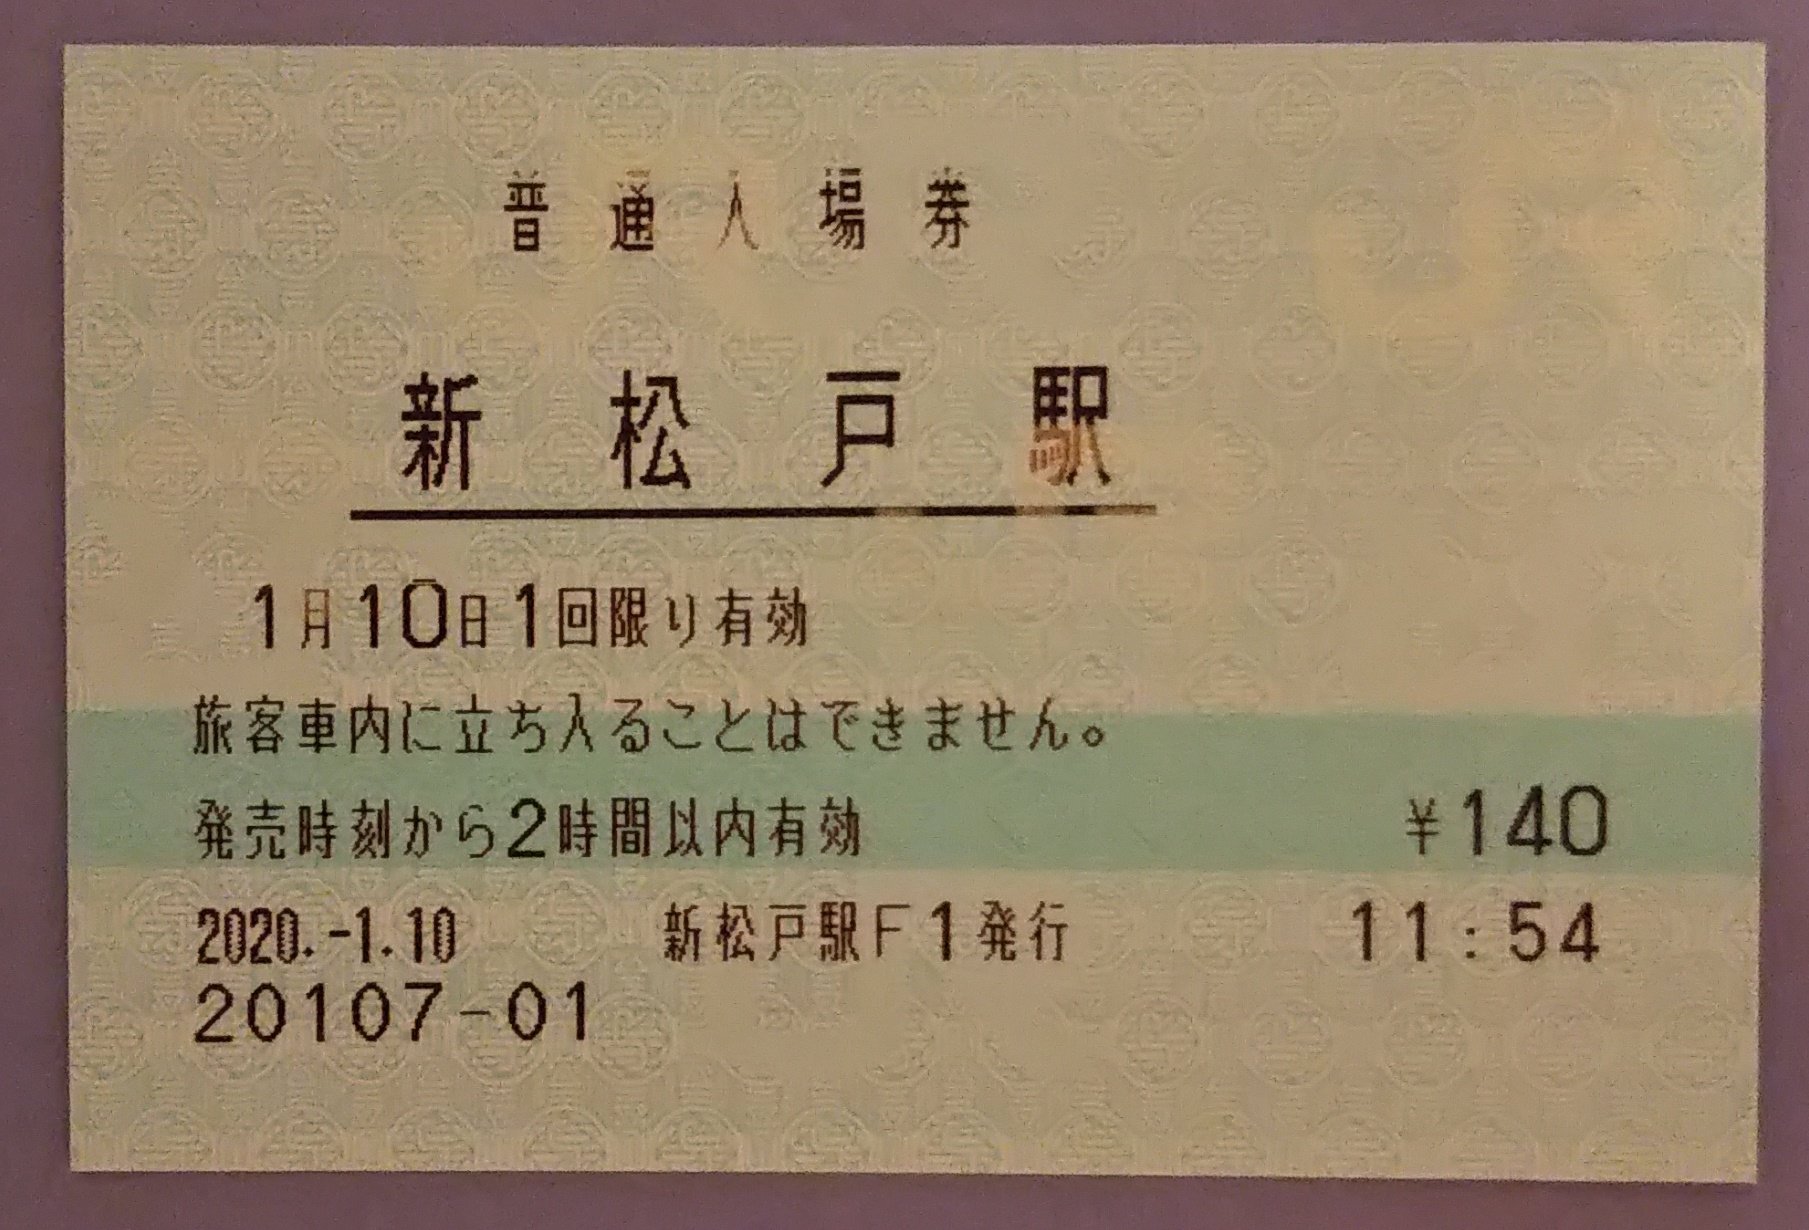 普通入場券
新松戸駅
1月10日1回限り有効
旅客車内に立ち入ることはできません。
発売時刻から2時間以内有効 ¥140
2020.-1.10 新松戸駅F1発行 11:54
20107-01